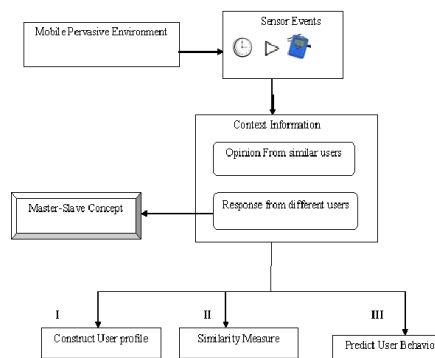 Mobile Pervasive Environment
Sensor Events
Context Information
Opinion From similar users
Response from different users
Master-Slave Concept
I
II
III
Construct User profile
Similarity Measure
Predict User Behavio